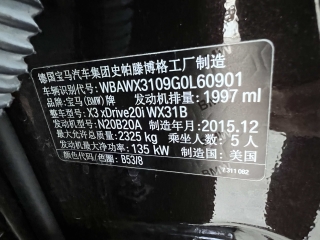 德国宝马汽车集团史帕滕博格工厂制造
车辆识别代号: WBAWX3109G0L60901
品牌: 宝马(BMW)牌 发动机排量: 1997 ml
整车型号: X3 xDrive20i WX31B
发动机型号: N20B20A 制造年月: 2015.12
最大允许总质量: 2325 kg 乘坐人数: 5 人
发动机最大净功率: 135 kW 制造国: 美国
颜色代码/色圈: B53/8